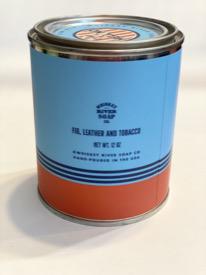 WHISKEY
RIVER
SOAP
CO.
FIG, LEATHER AND TOBACCO
NET WT. 12 OZ
©WHISKEY RIVER SOAP CO
HAND-POURED IN THE USA